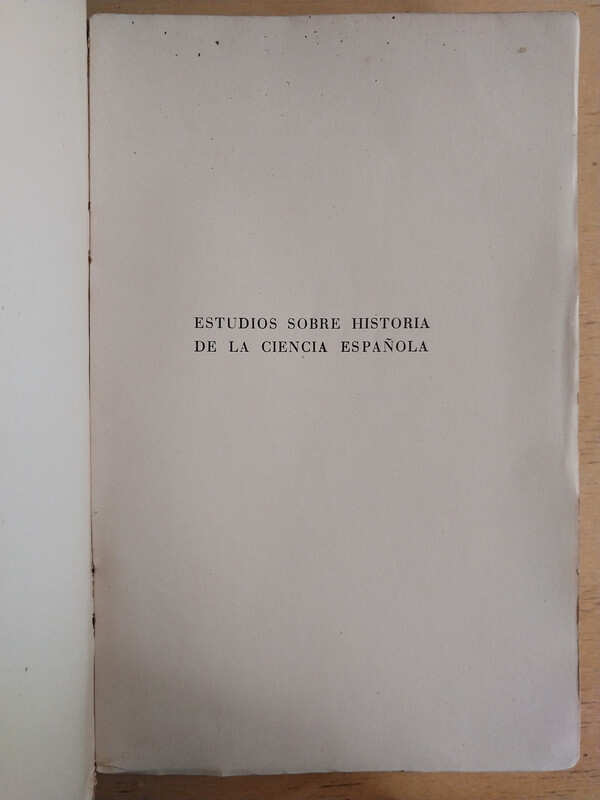 ESTUDIOS SOBRE HISTORIA
DE LA CIENCIA ESPAÑOLA